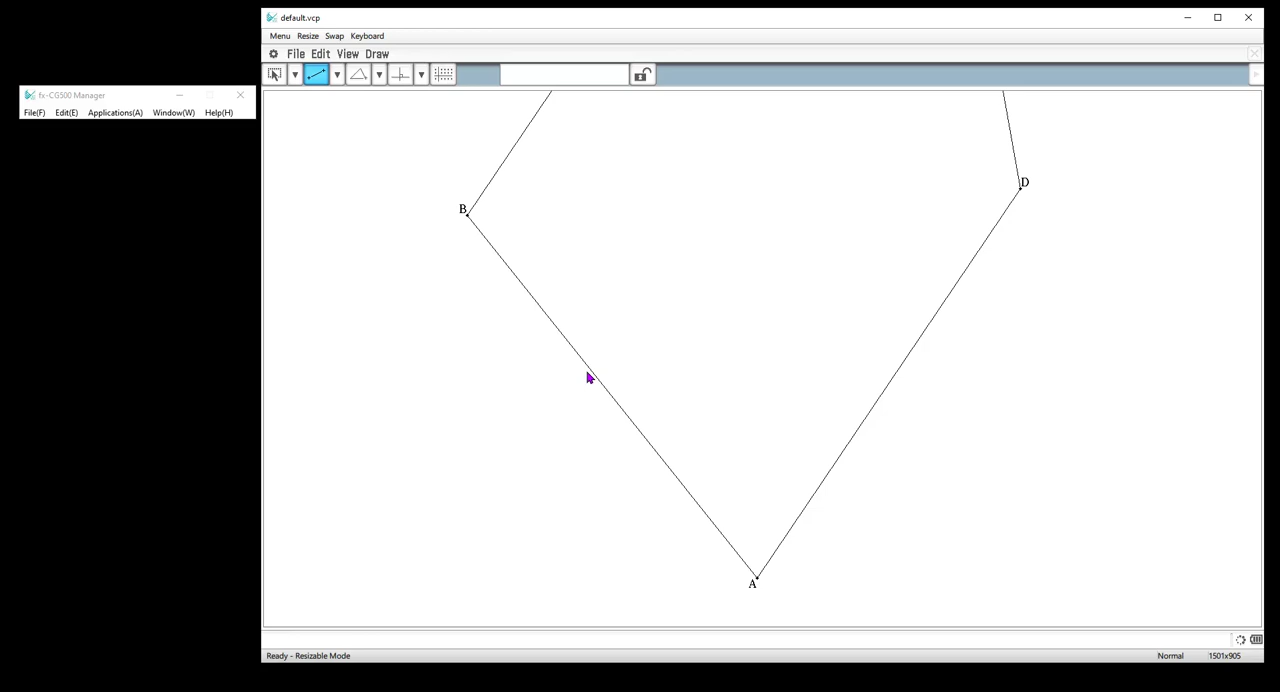 default.vcp
Menu Resize Swap Keyboard
File Edit View Draw
fx-CG500 Manager
File(F) Edit(E) Applications(A) Window(W) Help(H)
D
B
A
Ready - Resizable Mode Normal 1501x905